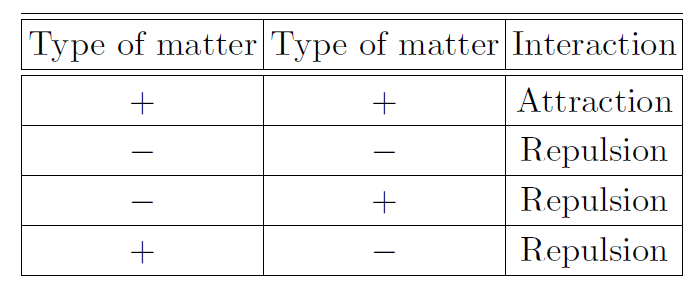 Type of matter Type of matter Interaction
+ + Attraction
− − Repulsion
− + Repulsion
+ − Repulsion